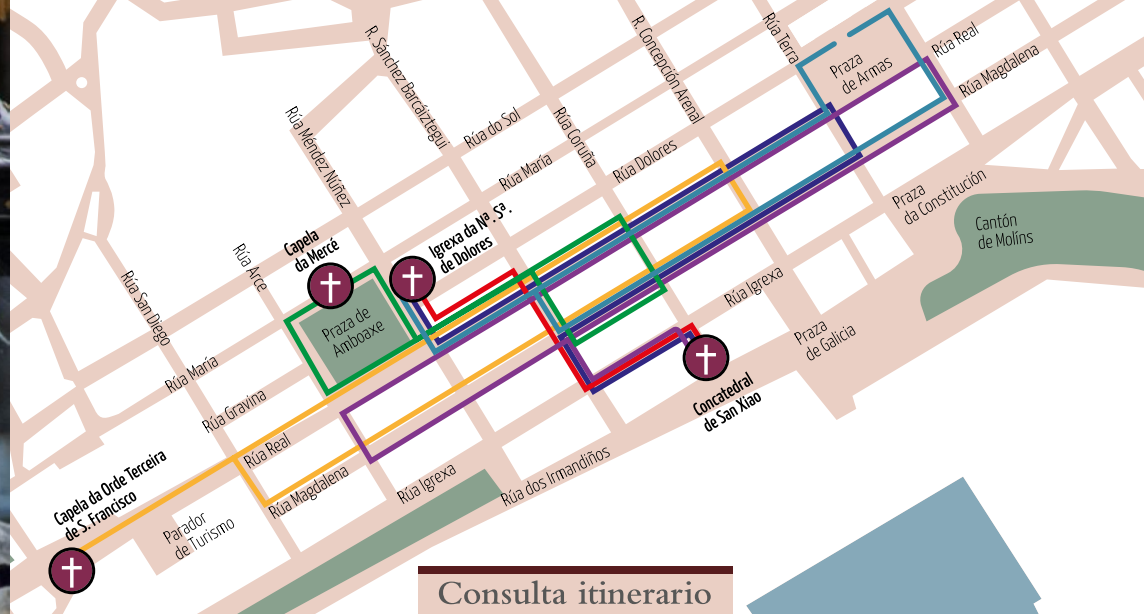 R. Sánchez Barcáiztegui
R. Concepción Arenal
Rúa Terra
Praza
de Armas
Rúa Real
Rúa Magdalena
Rúa Méndez Núñez
Rúa do Sol
Rúa Coruña
Rúa María
Rúa Dolores
Praza
da Constitución
Cantón
de Molíns
Igrexa da Nª. Sª.
de Dolores
Capela
da Mercé
Rúa Arce
Rúa San Diego
Praza de
Amboaxe
Rúa Igrexa
Praza
de Galicia
Rúa María
Rúa Gravina
Concatedral
de San Xiao
Rúa Real
Rúa Magdalena
Rúa Igrexa
Rúa dos Irmandiños
Capela da Orde Terceira
de S. Francisco
Parador
de Turismo
Consulta itinerario